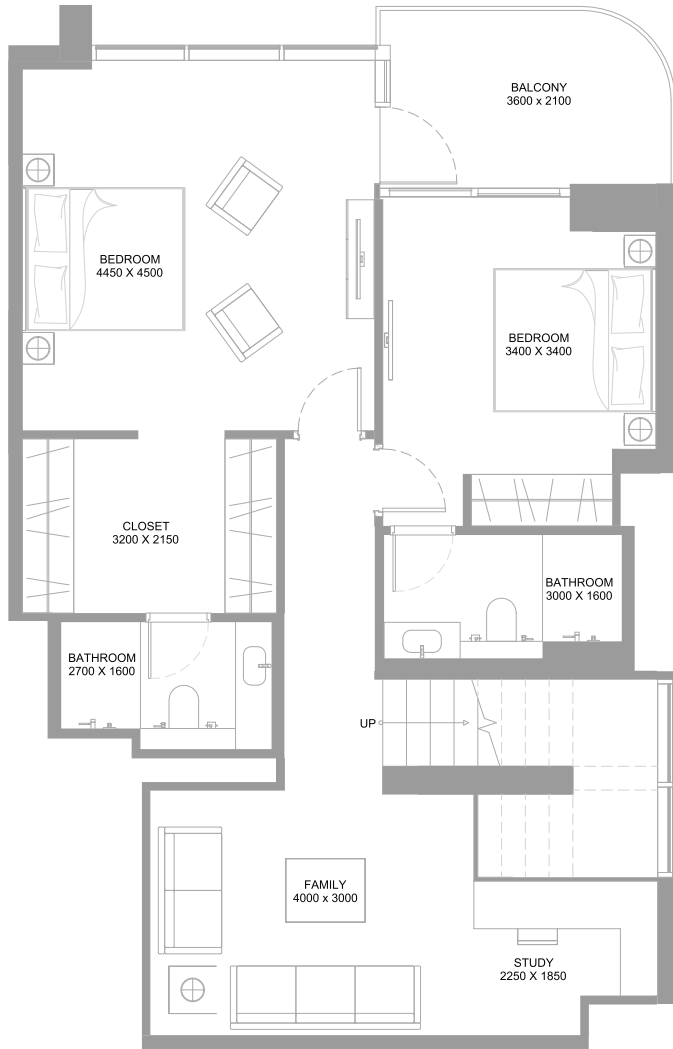 BALCONY
3600 x 2100
BEDROOM
4450 X 4500
BEDROOM
3400 X 3400
CLOSET
3200 X 2150
BATHROOM
3000 X 1600
BATHROOM
2700 X 1600
UP
FAMILY
4000 x 3000
STUDY
2250 X 1850